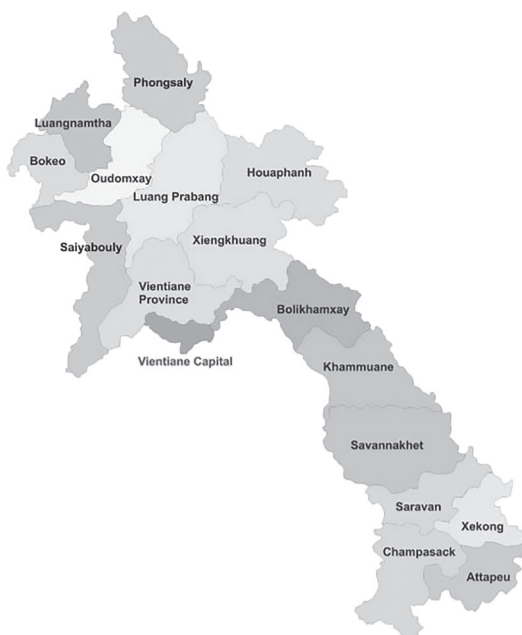 Phongsaly
Luangnamtha
Bokeo
Oudomxay
Houaphanh
Luang Prabang
Saiyabouly
Xiengkhuang
Vientiane
Province
Bolikhamxay
Vientiane Capital
Khammuane
Savannakhet
Saravan
Xekong
Champasack
Attapeu